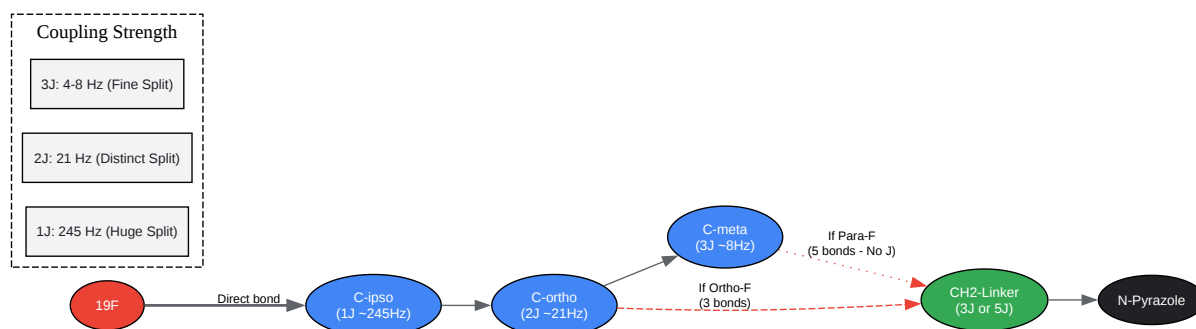 Coupling Strength
3J: 4-8 Hz (Fine Split)
2J: 21 Hz (Distinct Split)
1J: 245 Hz (Huge Split)
19F
Direct bond
C-ipso
(1J ~245Hz)
C-ortho
(2J ~21Hz)
C-meta
(3J ~8Hz)
If Para-F
(5 bonds - No J)
If Ortho-F
(3 bonds)
CH2-Linker
(3J or 5J)
N-Pyrazole